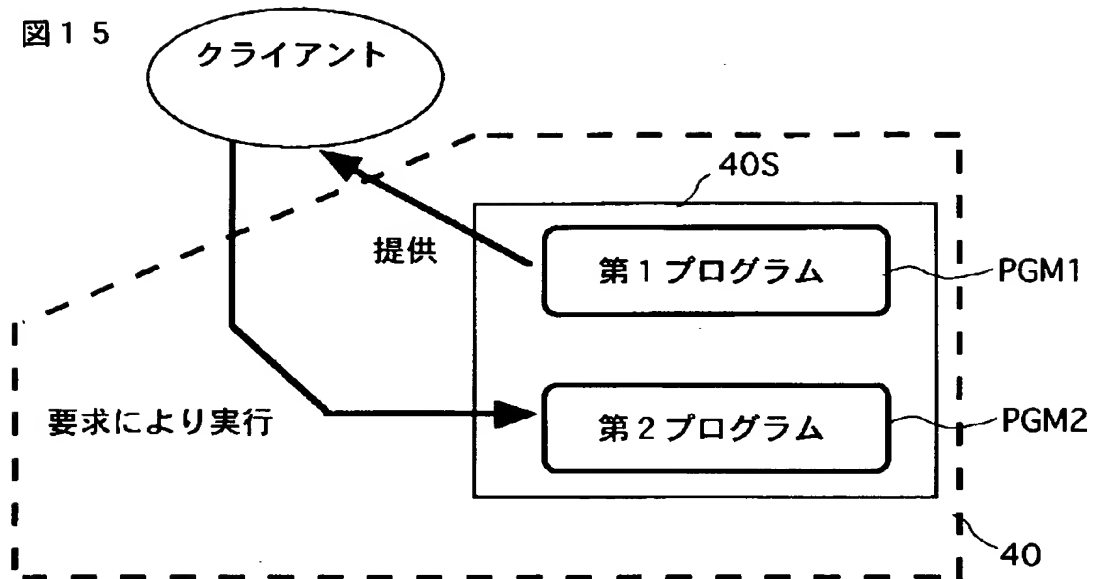 図１５
クライアント
40S
提供
第１プログラム
PGM1
要求により実行
第２プログラム
PGM2
40